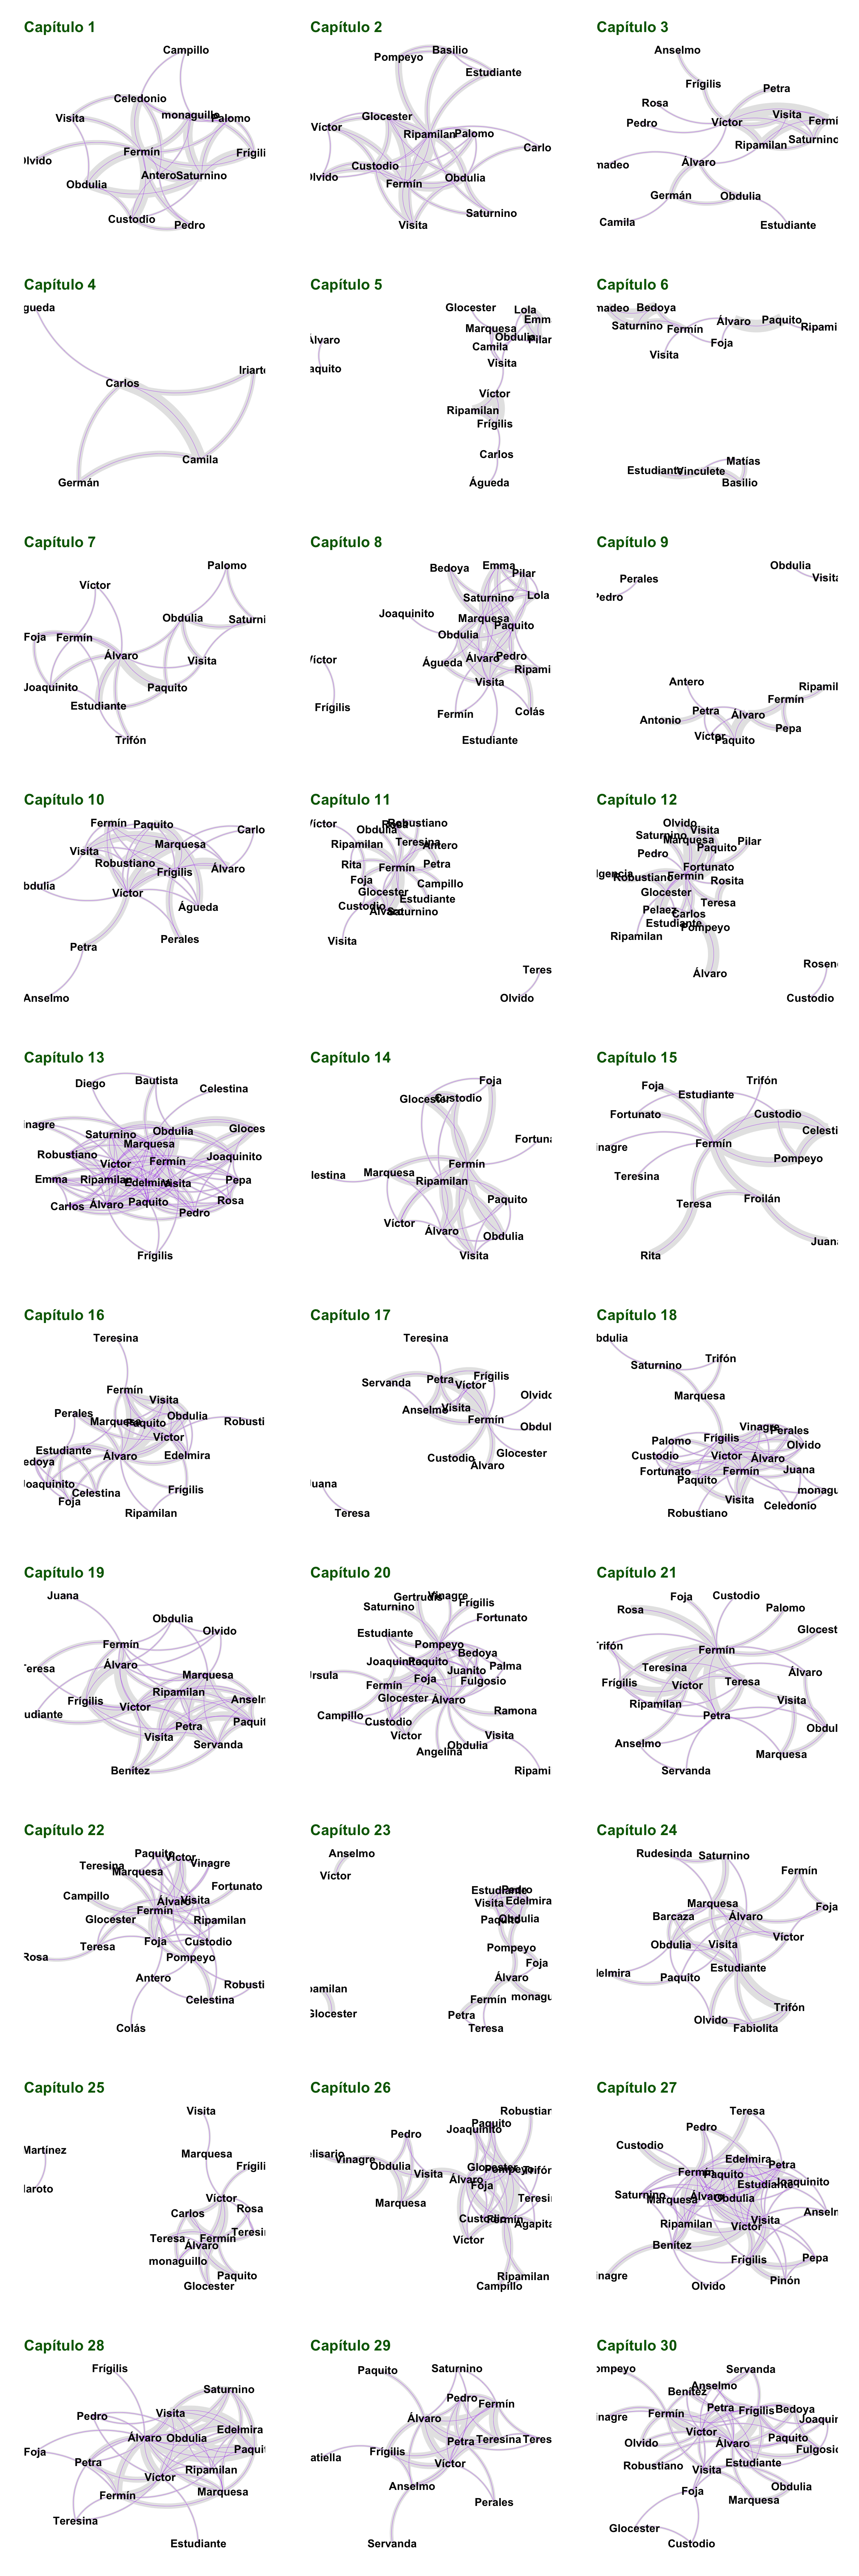 Capítulo 1
Campillo
Celedonio
Visita
monaguillo
Palomo
Fermín
Frígili
Olvido
Antero
Saturnino
Obdulia
Custodio
Pedro
Capítulo 2
Basilio
Pompeyo
Estudiante
Glocester
Víctor
Ripamilan
Palomo
Carlo
Custodio
lvido
Fermín
Obdulia
Saturnino
Visita
Capítulo 3
Anselmo
Frígilis
Petra
Rosa
Visita
Pedro
Víctor
Fermí
Saturnino
Ripamilan
madeo
Álvaro
Germán
Obdulia
Camila
Estudiante
Capítulo 4
gueda
Iriarte
Carlos
Camila
Germán
Capítulo 5
Glocester
Lola
Emm
Marquesa
Obdulia
Pilar
Álvaro
Camila
Visita
aquito
Víctor
Ripamilan
Frígilis
Carlos
Águeda
Capítulo 6
madeo
Bedoya
Saturnino
Fermín
Álvaro
Paquito
Ripami
Foja
Visita
Matías
Estudiante
Vinculete
Basilio
Capítulo 7
Palomo
Víctor
Obdulia
Saturni
Foja
Fermín
Álvaro
Visita
Joaquinito
Paquito
Estudiante
Trifón
Capítulo 8
Bedoya
Emma
Pilar
Saturnino
Lola
Joaquinito
Marquesa
Paquito
Obdulia
Víctor
Águeda
Álvaro
Pedro
Ripami
Visita
Frígilis
Fermín
Colás
Estudiante
Capítulo 9
Obdulia
Perales
Visita
Pedro
Antero
Ripamil
Fermín
Petra
Antonio
Álvaro
Pepa
Víctor
Paquito
Capítulo 10
Fermín
Paquito
Carlo
Marquesa
Visita
Robustiano
Frígilis
Álvaro
bdulia
Víctor
Águeda
Perales
Petra
Anselmo
Capítulo 11
Víctor
Rosa
Robustiano
Obdulia
Ripamilan
Teresina
Antero
Rita
Fermín
Petra
Foja
Campillo
Glocester
Estudiante
Custodio
Álvaro
Saturnino
Visita
Teres
Olvido
Capítulo 12
Olvido
Saturnino
Visita
Marquesa
Pilar
Pedro
Paquito
Fortunato
lgencia
Robustiano
Fermín
Rosita
Glocester
Teresa
Pelaez
Carlos
Estudiante
Pompeyo
Ripamilan
Álvaro
Rosen
Custodio
Capítulo 13
Diego
Bautista
Celestina
inagre
Saturnino
Obdulia
Gloces
Marquesa
Robustiano
Joaquinito
Víctor
Fermín
Emma
Ripamilan
Edelmira
Visita
Pepa
Carlos
Álvaro
Paquito
Rosa
Pedro
Frígilis
Capítulo 14
Foja
Glocester
Custodio
Fortuna
Fermín
lestina
Marquesa
Ripamilan
Paquito
Víctor
Álvaro
Obdulia
Visita
Capítulo 15
Foja
Trifón
Estudiante
Fortunato
Custodio
Celesti
inagre
Fermín
Pompeyo
Teresina
Teresa
Froilán
Rita
Juan
Capítulo 16
Teresina
Fermín
Visita
Perales
Obdulia
Marquesa
Paquito
Robusti
Víctor
Estudiante
Álvaro
Edelmira
edoya
Joaquinito
Frígilis
Celestina
Foja
Ripamilan
Capítulo 17
Teresina
Servanda
Petra
Frígilis
Víctor
Olvido
Anselmo
Visita
Fermín
Obdul
Custodio
Glocester
Álvaro
uana
Teresa
Capítulo 18
bdulia
Saturnino
Trifón
Marquesa
Vinagre
Perales
Palomo
Frígilis
Olvido
Custodio
Víctor
Álvaro
Fortunato
Fermín
Juana
Paquito
monagu
Visita
Celedonio
Robustiano
Capítulo 19
Juana
Obdulia
Olvido
Fermín
Teresa
Álvaro
Marquesa
Ripamilan
Frígilis
Víctor
Anseln
udiante
Petra
Paquit
Visita
Servanda
Benítez
Capítulo 20
Gertrudis
Vinagre
Saturnino
Frígilis
Fortunato
Estudiante
Pompeyo
Bedoya
Joaquinito
Paquito
Palma
Juanito
Úrsula
Foja
Fulgosio
Fermín
Glocester
Álvaro
Ramona
Campillo
Custodio
Víctor
Visita
Obdulia
Angelina
Ripami
Capítulo 21
Foja
Custodio
Rosa
Palomo
Glocest
Trifón
Fermín
Teresina
Álvaro
Frígilis
Víctor
Teresa
Ripamilan
Visita
Petra
Obdul
Anselmo
Marquesa
Servanda
Capítulo 22
Paquito
Víctor
Teresina
Vinagre
Marquesa
Fortunato
Campillo
Álvaro
Visita
Fermín
Glocester
Ripamilan
Teresa
Foja
Custodio
Rosa
Pompeyo
Antero
Robusti
Celestina
Colás
Capítulo 23
Anselmo
Víctor
Estudiante
Pedro
Visita
Edelmira
Paquito
Obdulia
Pompeyo
Foja
Álvaro
pamilan
Fermín
monagu
Glocester
Petra
Teresa
Capítulo 24
Rudesinda
Saturnino
Fermín
Marquesa
Foja
Barcaza
Álvaro
Víctor
Obdulia
Visita
delmira
Paquito
Estudiante
Trifón
Olvido
Fabiolita
Capítulo 25
Visita
Martínez
Marquesa
Frígili
laroto
Víctor
Rosa
Carlos
Teresin
Teresa
Fermín
Álvaro
monaguillo
Paquito
Glocester
Capítulo 26
Robustiar
Paquito
Joaquinito
Pedro
elisario
Vinagre
Obdulia
Visita
Glocester
Pompeyo
Trifón
Álvaro
Foja
Teresi
Marquesa
Custodio
Fermín
Agapita
Víctor
Ripamilan
Campillo
Capítulo 27
Teresa
Pedro
Custodio
Edelmira
Petra
Fermín
Paquito
Estudiante
Joaquinito
Saturnino
Marquesa
Álvaro
Obdulia
Anseln
Ripamilan
Víctor
Visita
Benítez
Frígilis
Pepa
inagre
Olvido
Pinón
Capítulo 28
Frígilis
Saturnino
Pedro
Visita
Edelmira
Álvaro
Obdulia
Foja
Paquit
Petra
Ripamilan
Víctor
Marquesa
Fermín
Teresina
Estudiante
Capítulo 29
Paquito
Saturnino
Pedro
Fermín
Álvaro
Petra
Teresina
Teres
atiella
Frígilis
Víctor
Anselmo
Perales
Servanda
Capítulo 30
ompeyo
Servanda
Anselmo
Benítez
Petra
Frígilis
Bedoya
inagre
Fermín
Joaquin
Víctor
Paquito
Olvido
Álvaro
Fulgosio
Robustiano
Visita
Estudiante
Foja
Obdulia
Marquesa
Glocester
Custodio